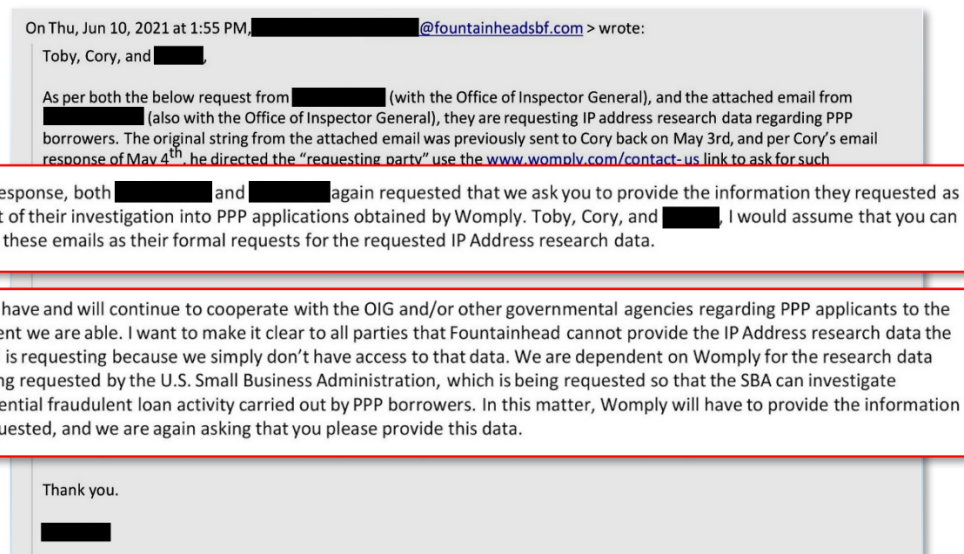 On Thu, Jun 10, 2021 at 1:55 PM, @fountainheadsbf.com > wrote:
Toby, Cory, and ,
As per both the below request from (with the Office of Inspector General), and the attached email from
(also with the Office of Inspector General), they are requesting IP address research data regarding PPP
borrowers. The original string from the attached email was previously sent to Cory back on May 3rd, and per Cory's email
response of May 4th, he directed the "requesting party" use the www.womply.com/contact-us link to ask for such
esponse, both and again requested that we ask you to provide the information they requested as
t of their investigation into PPP applications obtained by Womply. Toby, Cory, and , I would assume that you can
these emails as their formal requests for the requested IP Address research data.
have and will continue to cooperate with the OIG and/or other governmental agencies regarding PPP applicants to the
ent we are able. I want to make it clear to all parties that Fountainhead cannot provide the IP Address research data the
is requesting because we simply don't have access to that data. We are dependent on Womply for the research data
ng requested by the U.S. Small Business Administration, which is being requested so that the SBA can investigate
ential fraudulent loan activity carried out by PPP borrowers. In this matter, Womply will have to provide the information
uested, and we are again asking that you please provide this data.
Thank you.